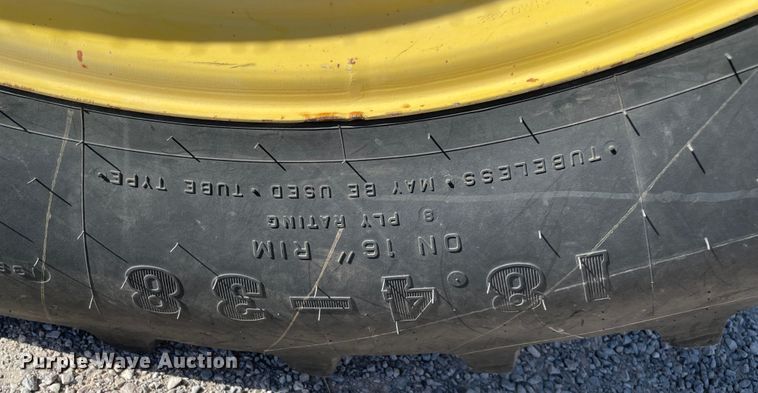 18.4-38
ON 16" RIM
8 PLY RATING
· TUBELESS · MAY BE USED · TUBE TYPE ·
Purple Wave Auction